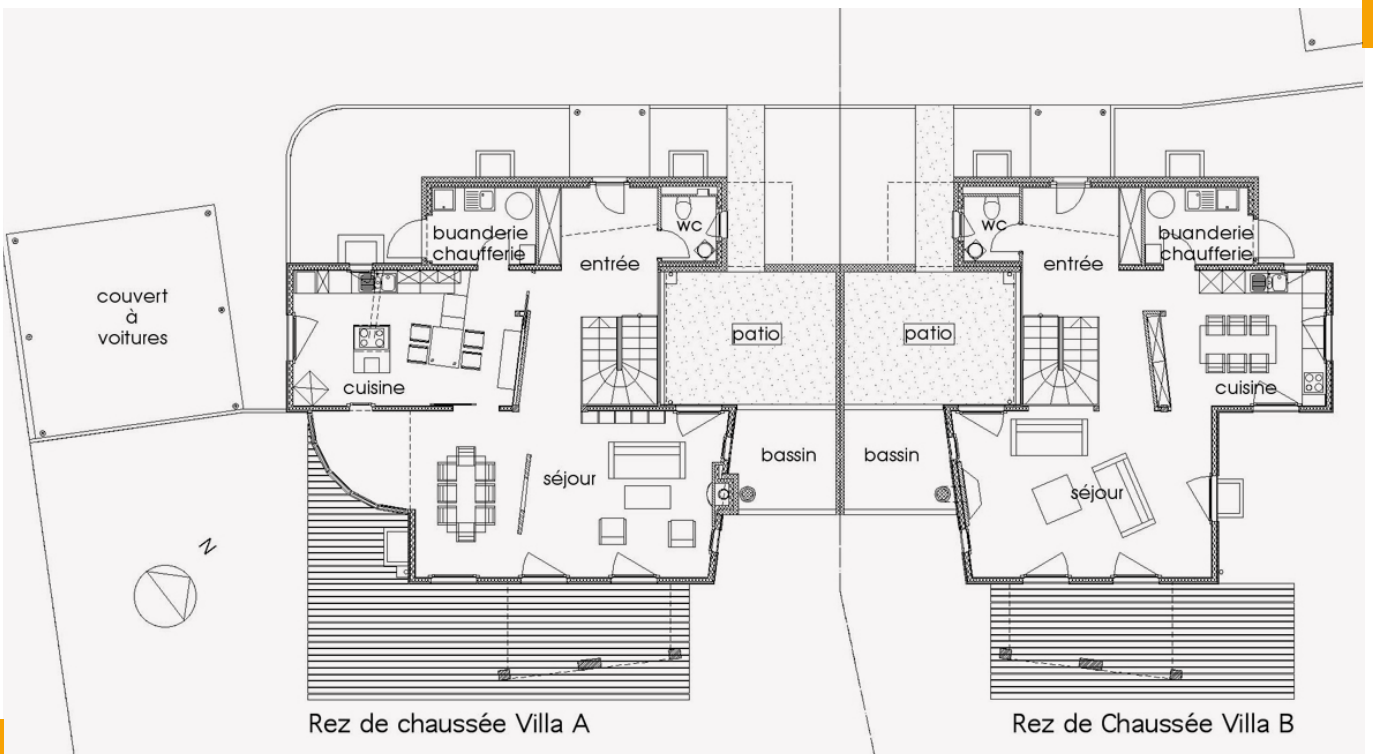 buanderie
chaufferie
entrée
wc
wc
entrée
buanderie
chaufferie
couvert
à
voitures
cuisine
patio
patio
cuisine
séjour
bassin
bassin
séjour
N
Rez de chaussée Villa A
Rez de Chaussée Villa B